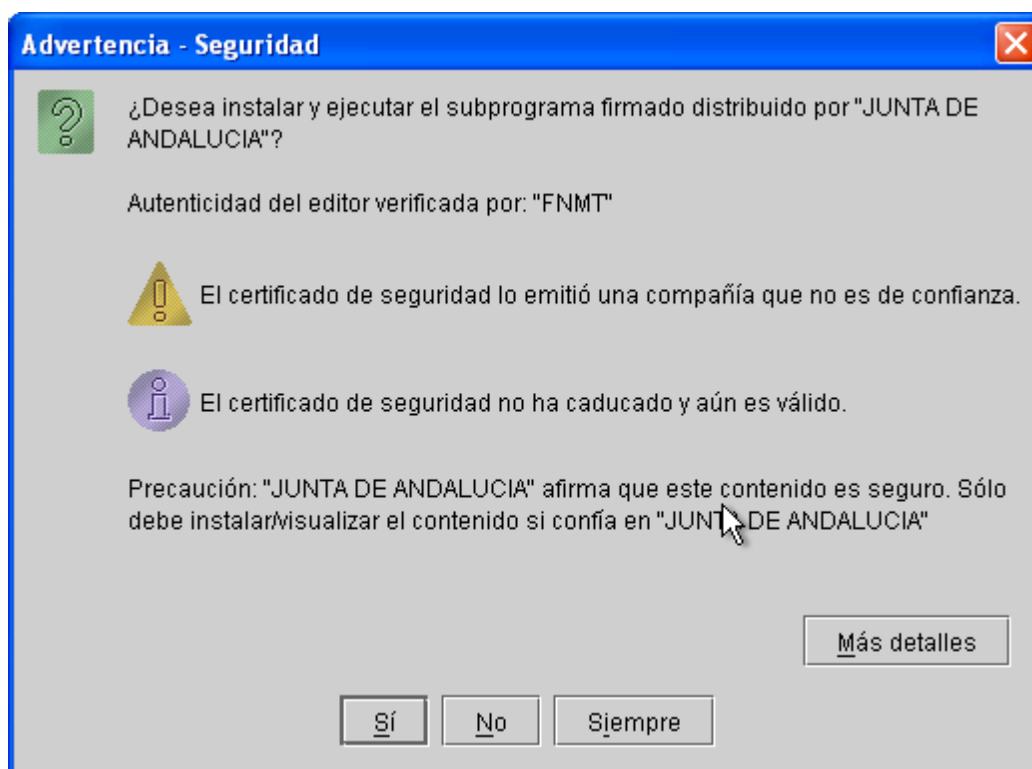 Advertencia - Seguridad
¿Desea instalar y ejecutar el subprograma firmado distribuido por "JUNTA DE
ANDALUCIA"?
Autenticidad del editor verificada por: "FNMT"
El certificado de seguridad lo emitió una compañía que no es de confianza.
El certificado de seguridad no ha caducado y aún es válido.
Precaución: "JUNTA DE ANDALUCIA" afirma que este contenido es seguro. Sólo
debe instalar/visualizar el contenido si confía en "JUNTA DE ANDALUCIA"
Más detalles
Sí No Siempre